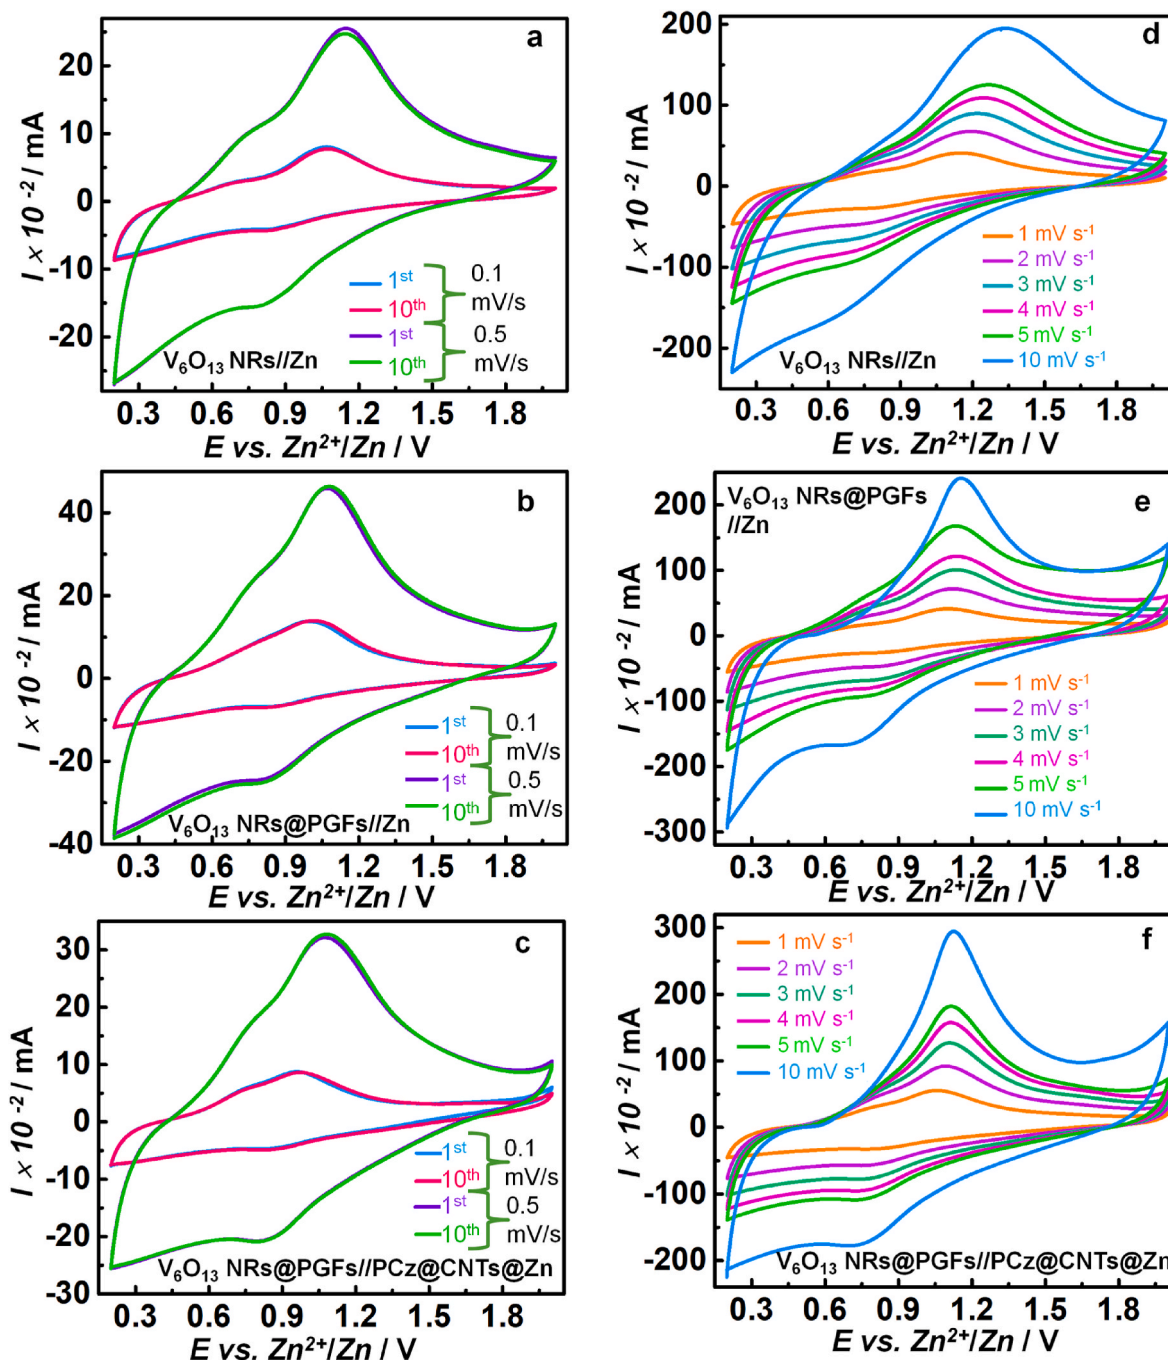 a
I × 10 ⁻² / mA
20
10
0
-10
-20
1ˢᵗ
10ᵗʰ
0.1
mV/s
1ˢᵗ
10ᵗʰ
0.5
mV/s
V₆O₁₃ NRs//Zn
0.3 0.6 0.9 1.2 1.5 1.8
E vs. Zn²⁺/Zn / V
d
I × 10 ⁻² / mA
200
100
0
-100
-200
1 mV s⁻¹
2 mV s⁻¹
3 mV s⁻¹
4 mV s⁻¹
5 mV s⁻¹
10 mV s⁻¹
V₆O₁₃ NRs//Zn
0.3 0.6 0.9 1.2 1.5 1.8
E vs. Zn²⁺/Zn / V
b
I × 10 ⁻² / mA
40
20
0
-20
-40
1ˢᵗ
10ᵗʰ
0.1
mV/s
1ˢᵗ
10ᵗʰ
0.5
mV/s
V₆O₁₃ NRs@PGFs//Zn
0.3 0.6 0.9 1.2 1.5 1.8
E vs. Zn²⁺/Zn / V
V₆O₁₃ NRs@PGFs
//Zn
e
I × 10 ⁻² / mA
200
100
0
-100
-200
-300
1 mV s⁻¹
2 mV s⁻¹
3 mV s⁻¹
4 mV s⁻¹
5 mV s⁻¹
10 mV s⁻¹
0.3 0.6 0.9 1.2 1.5 1.8
E vs. Zn²⁺/Zn / V
c
I × 10 ⁻² / mA
30
20
10
0
-10
-20
-30
1ˢᵗ
10ᵗʰ
0.1
mV/s
1ˢᵗ
10ᵗʰ
0.5
mV/s
V₆O₁₃ NRs@PGFs//PCz@CNTs@Zn
0.3 0.6 0.9 1.2 1.5 1.8
E vs. Zn²⁺/Zn / V
f
I × 10 ⁻² / mA
300
200
100
0
-100
-200
1 mV s⁻¹
2 mV s⁻¹
3 mV s⁻¹
4 mV s⁻¹
5 mV s⁻¹
10 mV s⁻¹
V₆O₁₃ NRs@PGFs//PCz@CNTs@Zn
0.3 0.6 0.9 1.2 1.5 1.8
E vs. Zn²⁺/Zn / V